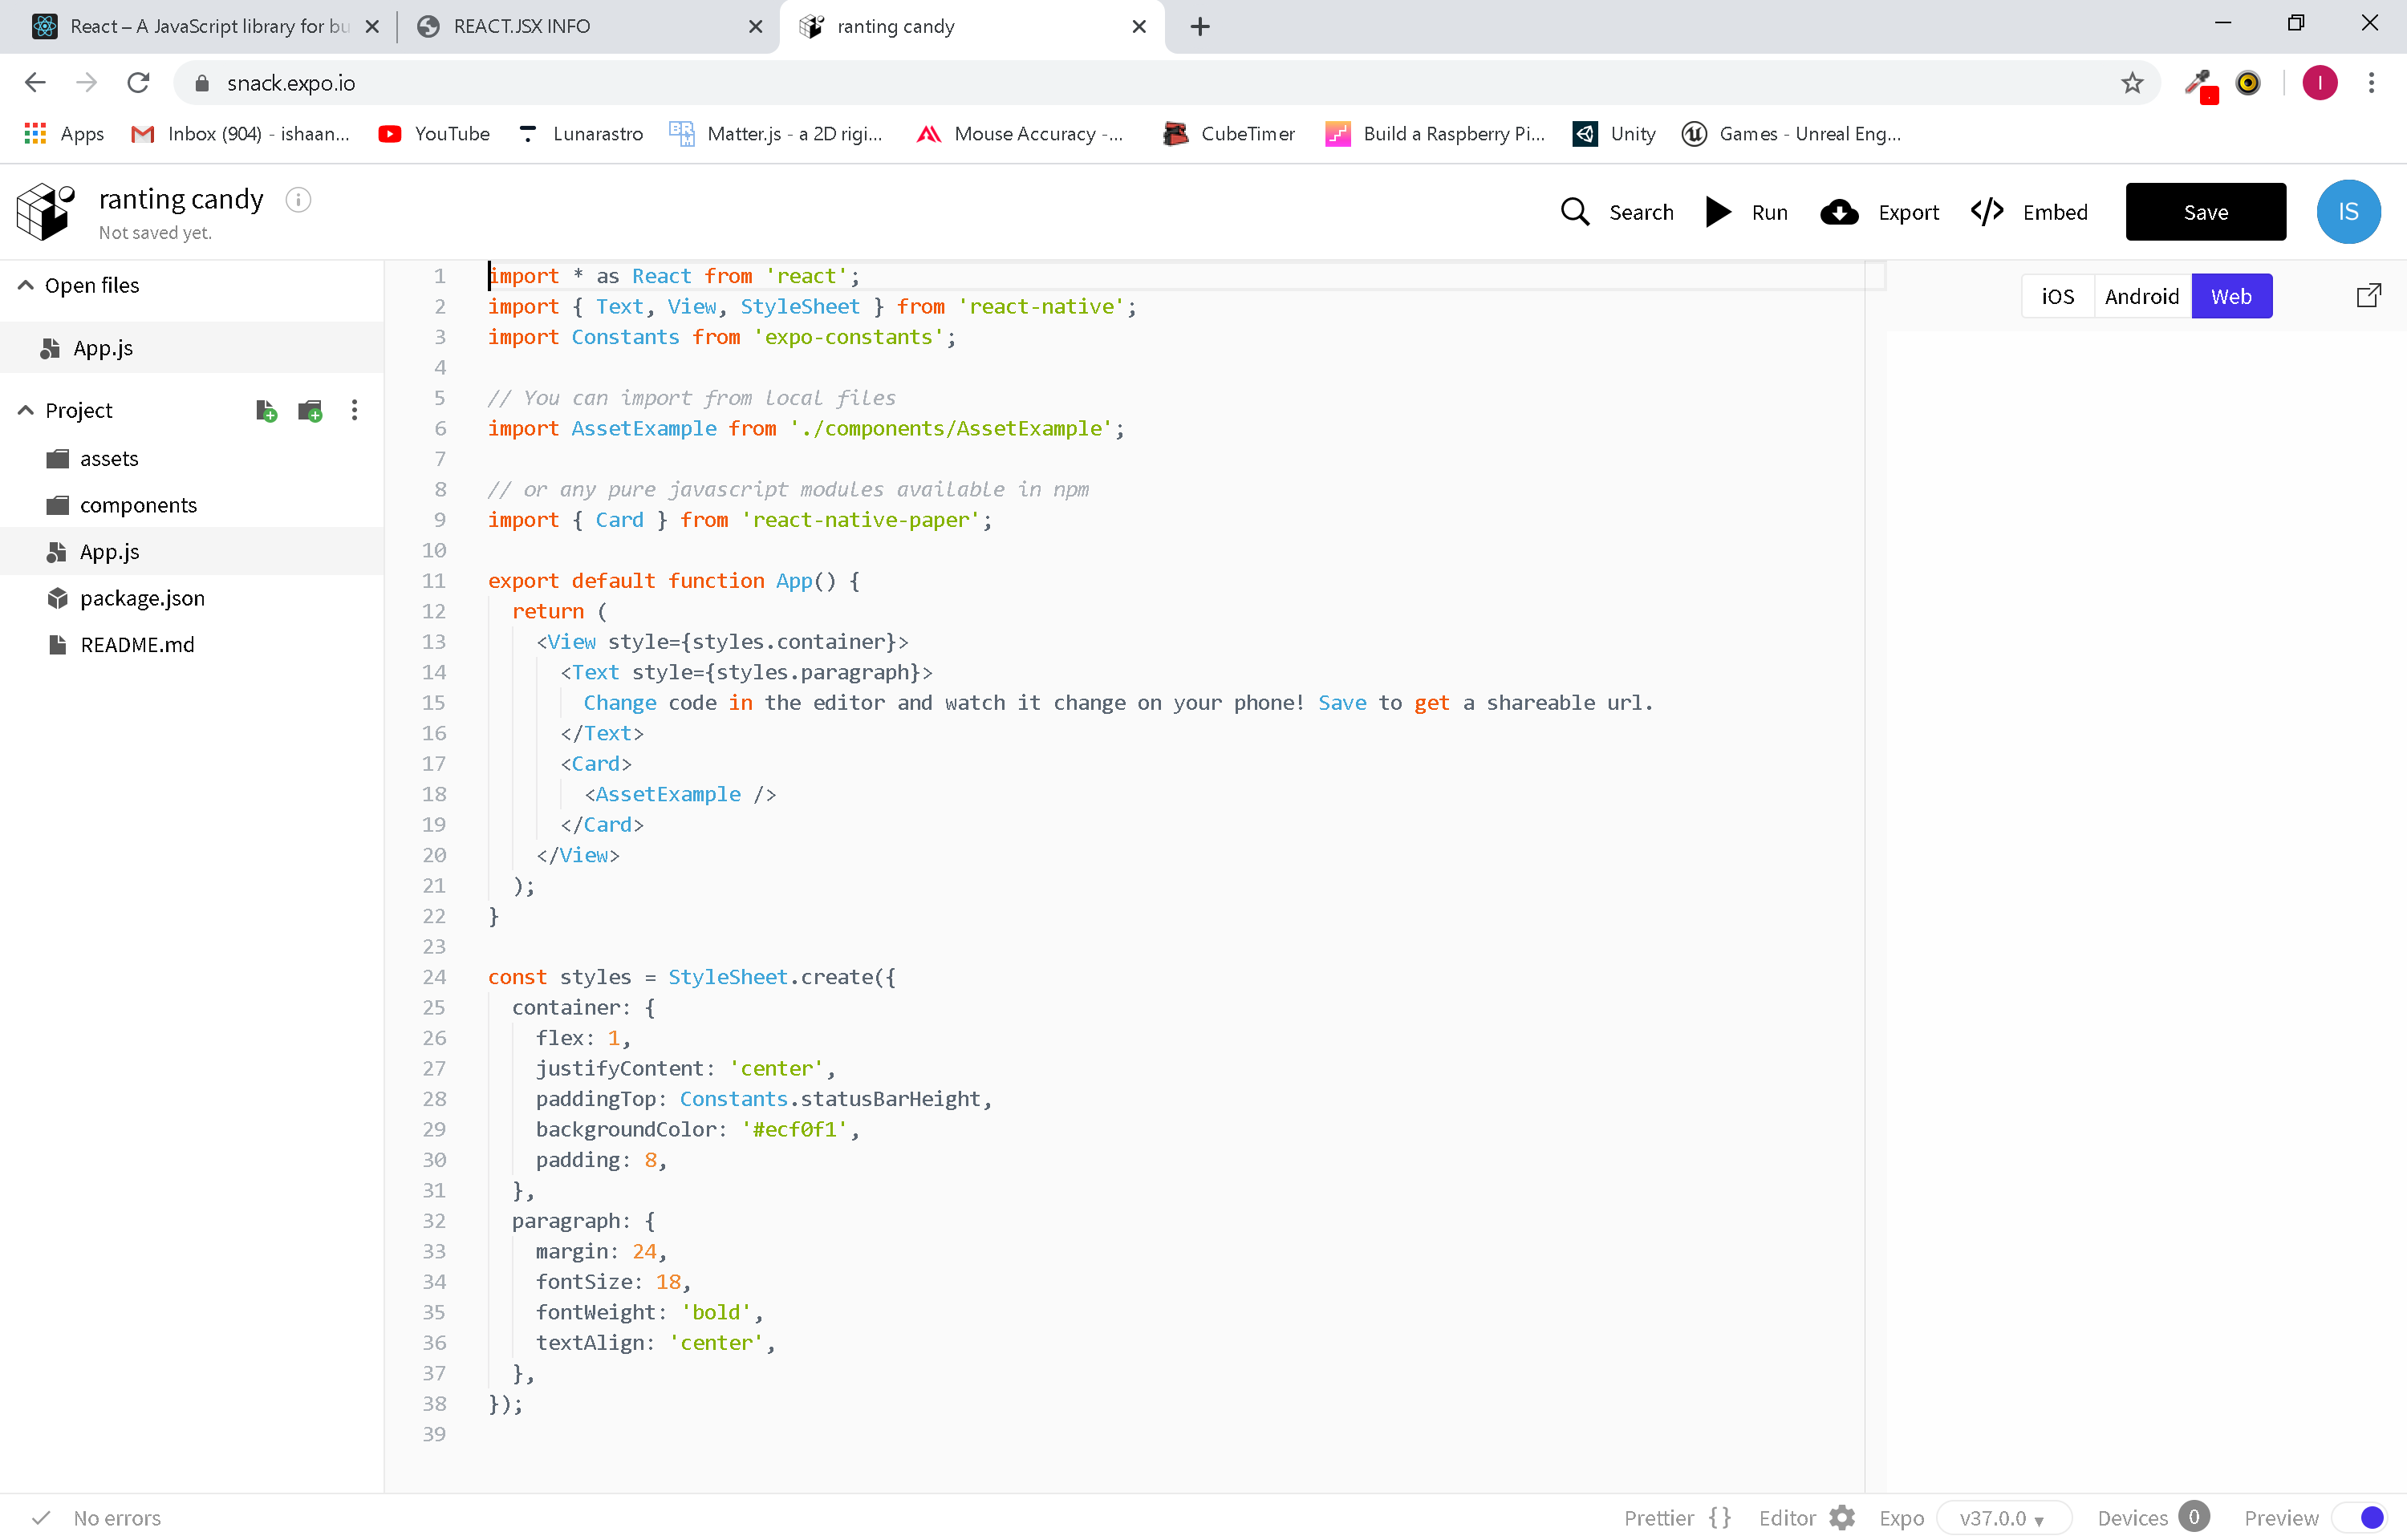 React – A JavaScript library for bu
REACT.JSX INFO
ranting candy
snack.expo.io
I
Apps
Inbox (904) - ishaan...
YouTube
Lunarastro
Matter.js - a 2D rigi...
Mouse Accuracy -...
CubeTimer
Build a Raspberry Pi...
Unity
Games - Unreal Eng...
ranting candy
Not saved yet.
Search
Run
Export
Embed
Save
IS
Open files
App.js
Project
assets
components
App.js
package.json
README.md
1 import * as React from 'react';
2 import { Text, View, StyleSheet } from 'react-native';
3 import Constants from 'expo-constants';
4
5 // You can import from local files
6 import AssetExample from './components/AssetExample';
7
8 // or any pure javascript modules available in npm
9 import { Card } from 'react-native-paper';
10
11 export default function App() {
12 return (
13 <View style={styles.container}>
14 <Text style={styles.paragraph}>
15 Change code in the editor and watch it change on your phone! Save to get a shareable url.
16 </Text>
17 <Card>
18 <AssetExample />
19 </Card>
20 </View>
21 );
22 }
23
24 const styles = StyleSheet.create({
25 container: {
26 flex: 1,
27 justifyContent: 'center',
28 paddingTop: Constants.statusBarHeight,
29 backgroundColor: '#ecf0f1',
30 padding: 8,
31 },
32 paragraph: {
33 margin: 24,
34 fontSize: 18,
35 fontWeight: 'bold',
36 textAlign: 'center',
37 },
38 });
39
iOS
Android
Web
No errors
Prettier {}
Editor
Expo
v37.0.0
Devices 0
Preview